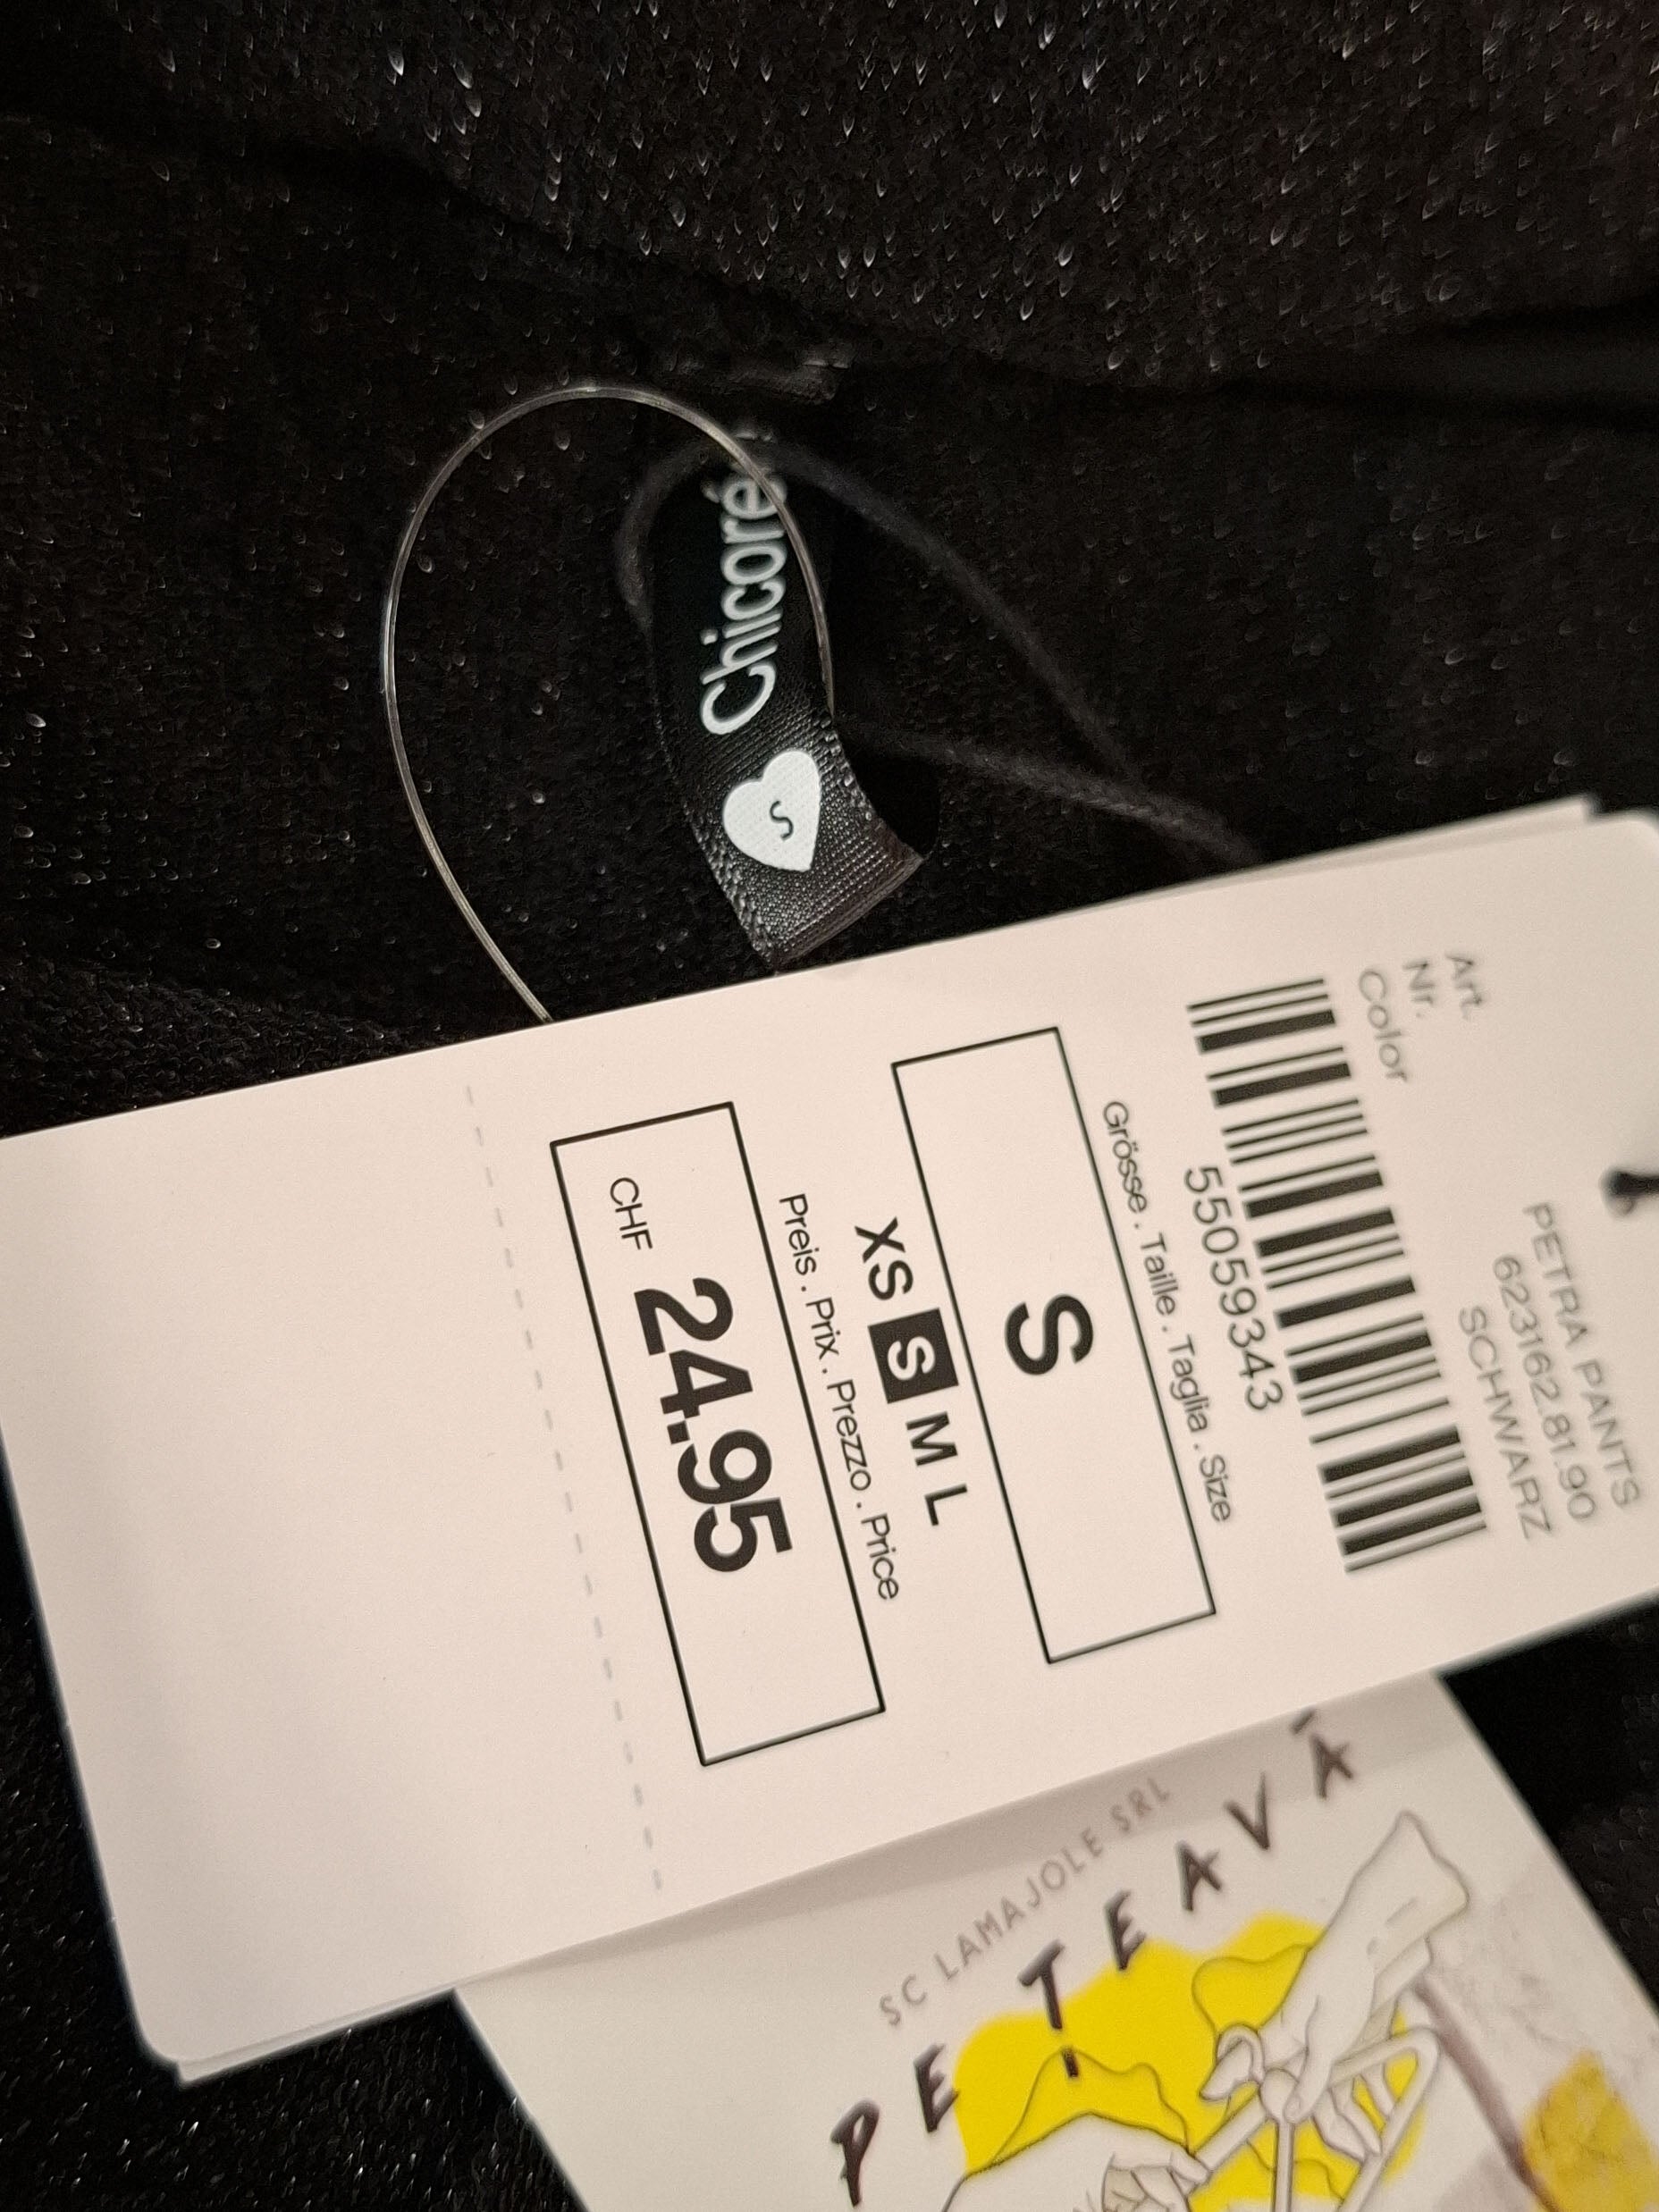 Chicorée
S
Art. PETRA PANTS
Nr. 623162.81.90
Color SCHWARZ
5505059343
Grösse . Taille . Taglia . Size
S
XS S M L
Preis . Prix . Prezzo . Price
CHF 24.95
SC LAMAJOLE SRL
PE-TEAVĂ